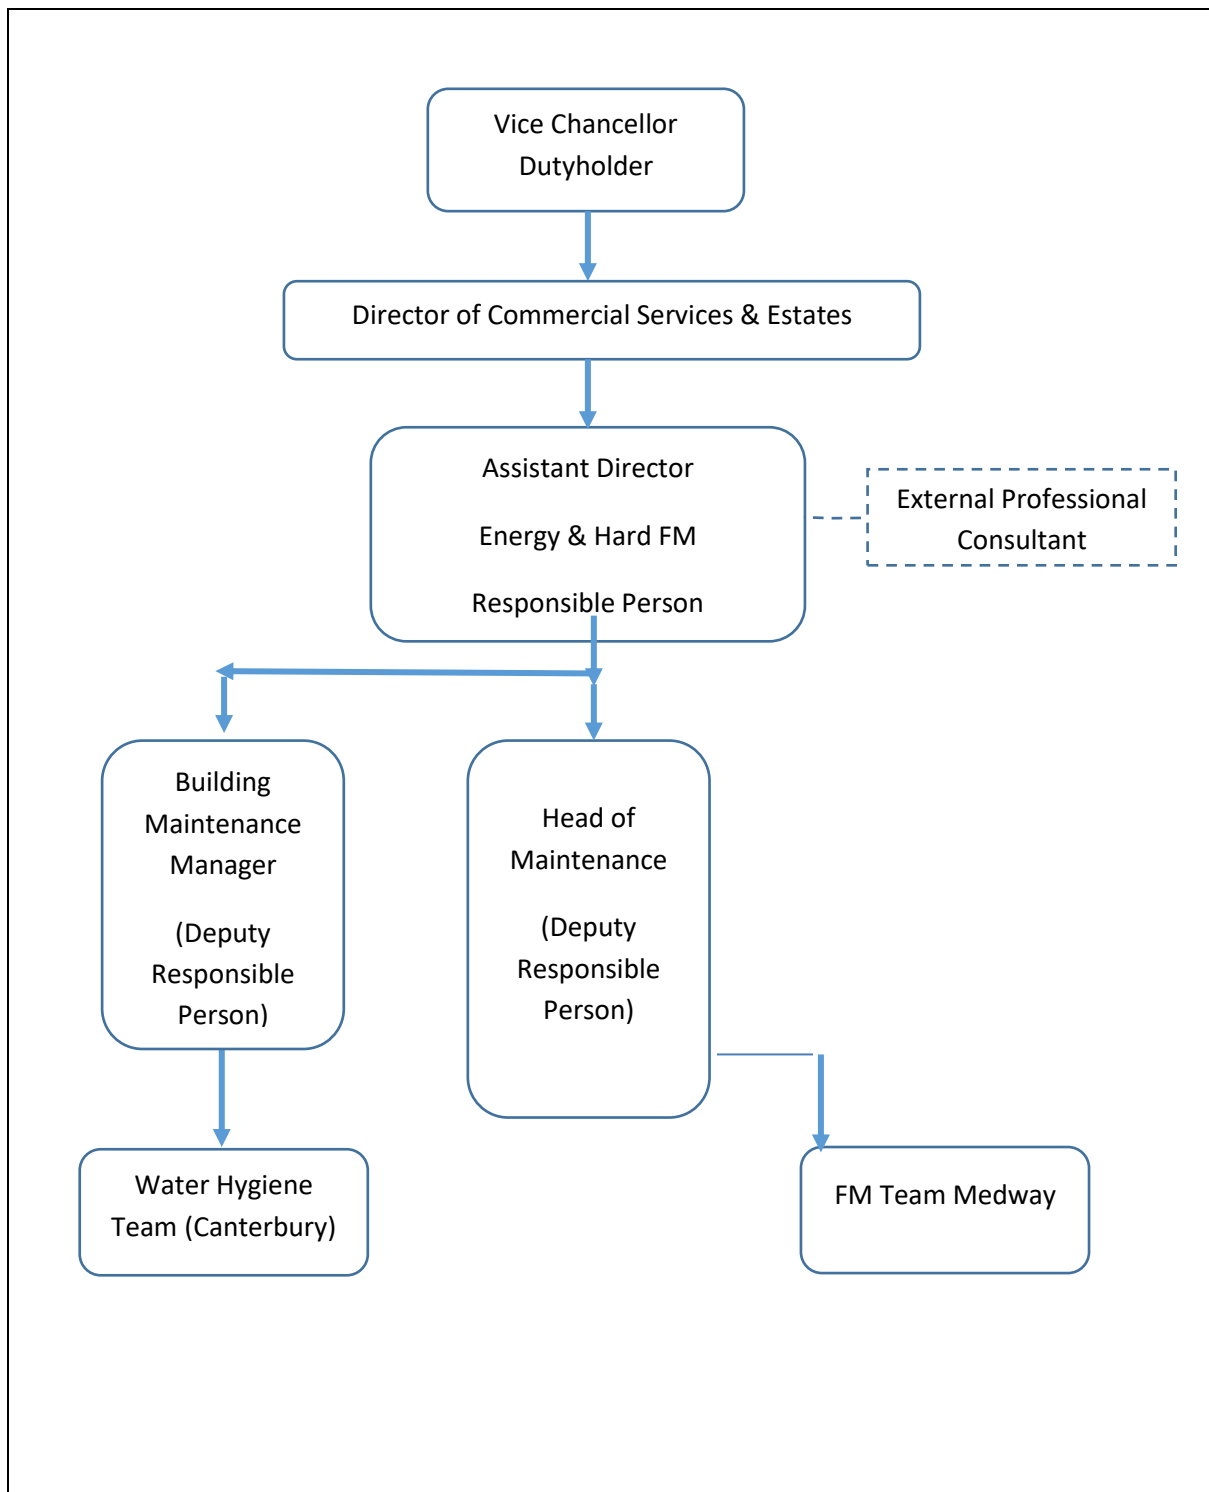 Vice Chancellor
Dutyholder
Director of Commercial Services & Estates
Assistant Director
Energy & Hard FM
Responsible Person
External Professional
Consultant
Building
Maintenance
Manager
(Deputy
Responsible
Person)
Head of
Maintenance
(Deputy
Responsible
Person)
Water Hygiene
Team (Canterbury)
FM Team Medway